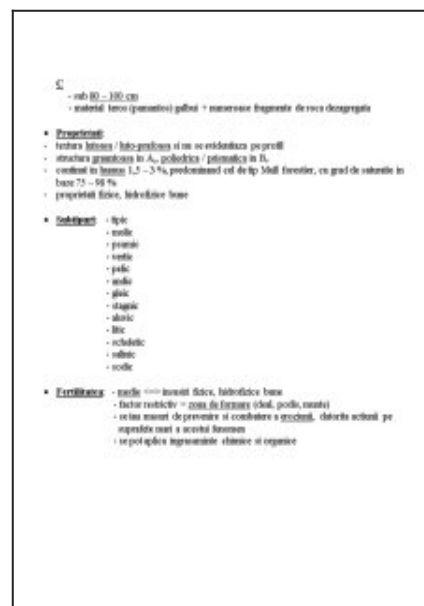 C
- sub 80 – 100 cm
- material teros (pamantos) galbui + numeroase fragmente de roca dezagregata
• Proprietati:
- textura lutoasa / luto-prafoasa si nu se evidentiaza pe profil
- structura graunToasa in A, poliedrica / prismatica in B,
- continut in humus 1,5 – 3 %, predominand cel de tip Mull forestier, cu grad de saturatie in
baze 75 – 98 %
- proprietati fizice, hidrofizice bune
• Subtipuri: - tipic
- molic
- psamic
- vertic
- pelic
- andic
- gleic
- stagnic
- aluvic
- litic
- scheletic
- salinic
- sodic
• Fertilitatea: - medie <=> insusiri fizice, hidrofizice bune
- factor restrictiv = zona de formare (deal, podis, munte)
- se iau masuri de prevenire si combatere a eroziunii, datorita actiunii pe
suprafete mari a acestui fenomen
- se pot aplica ingrasaminte chimice si organice